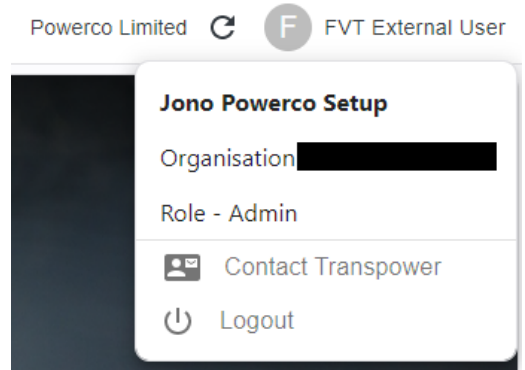 Powerco Limited F FVT External User
Jono Powerco Setup
Organisation
Role - Admin
Contact Transpower
Logout